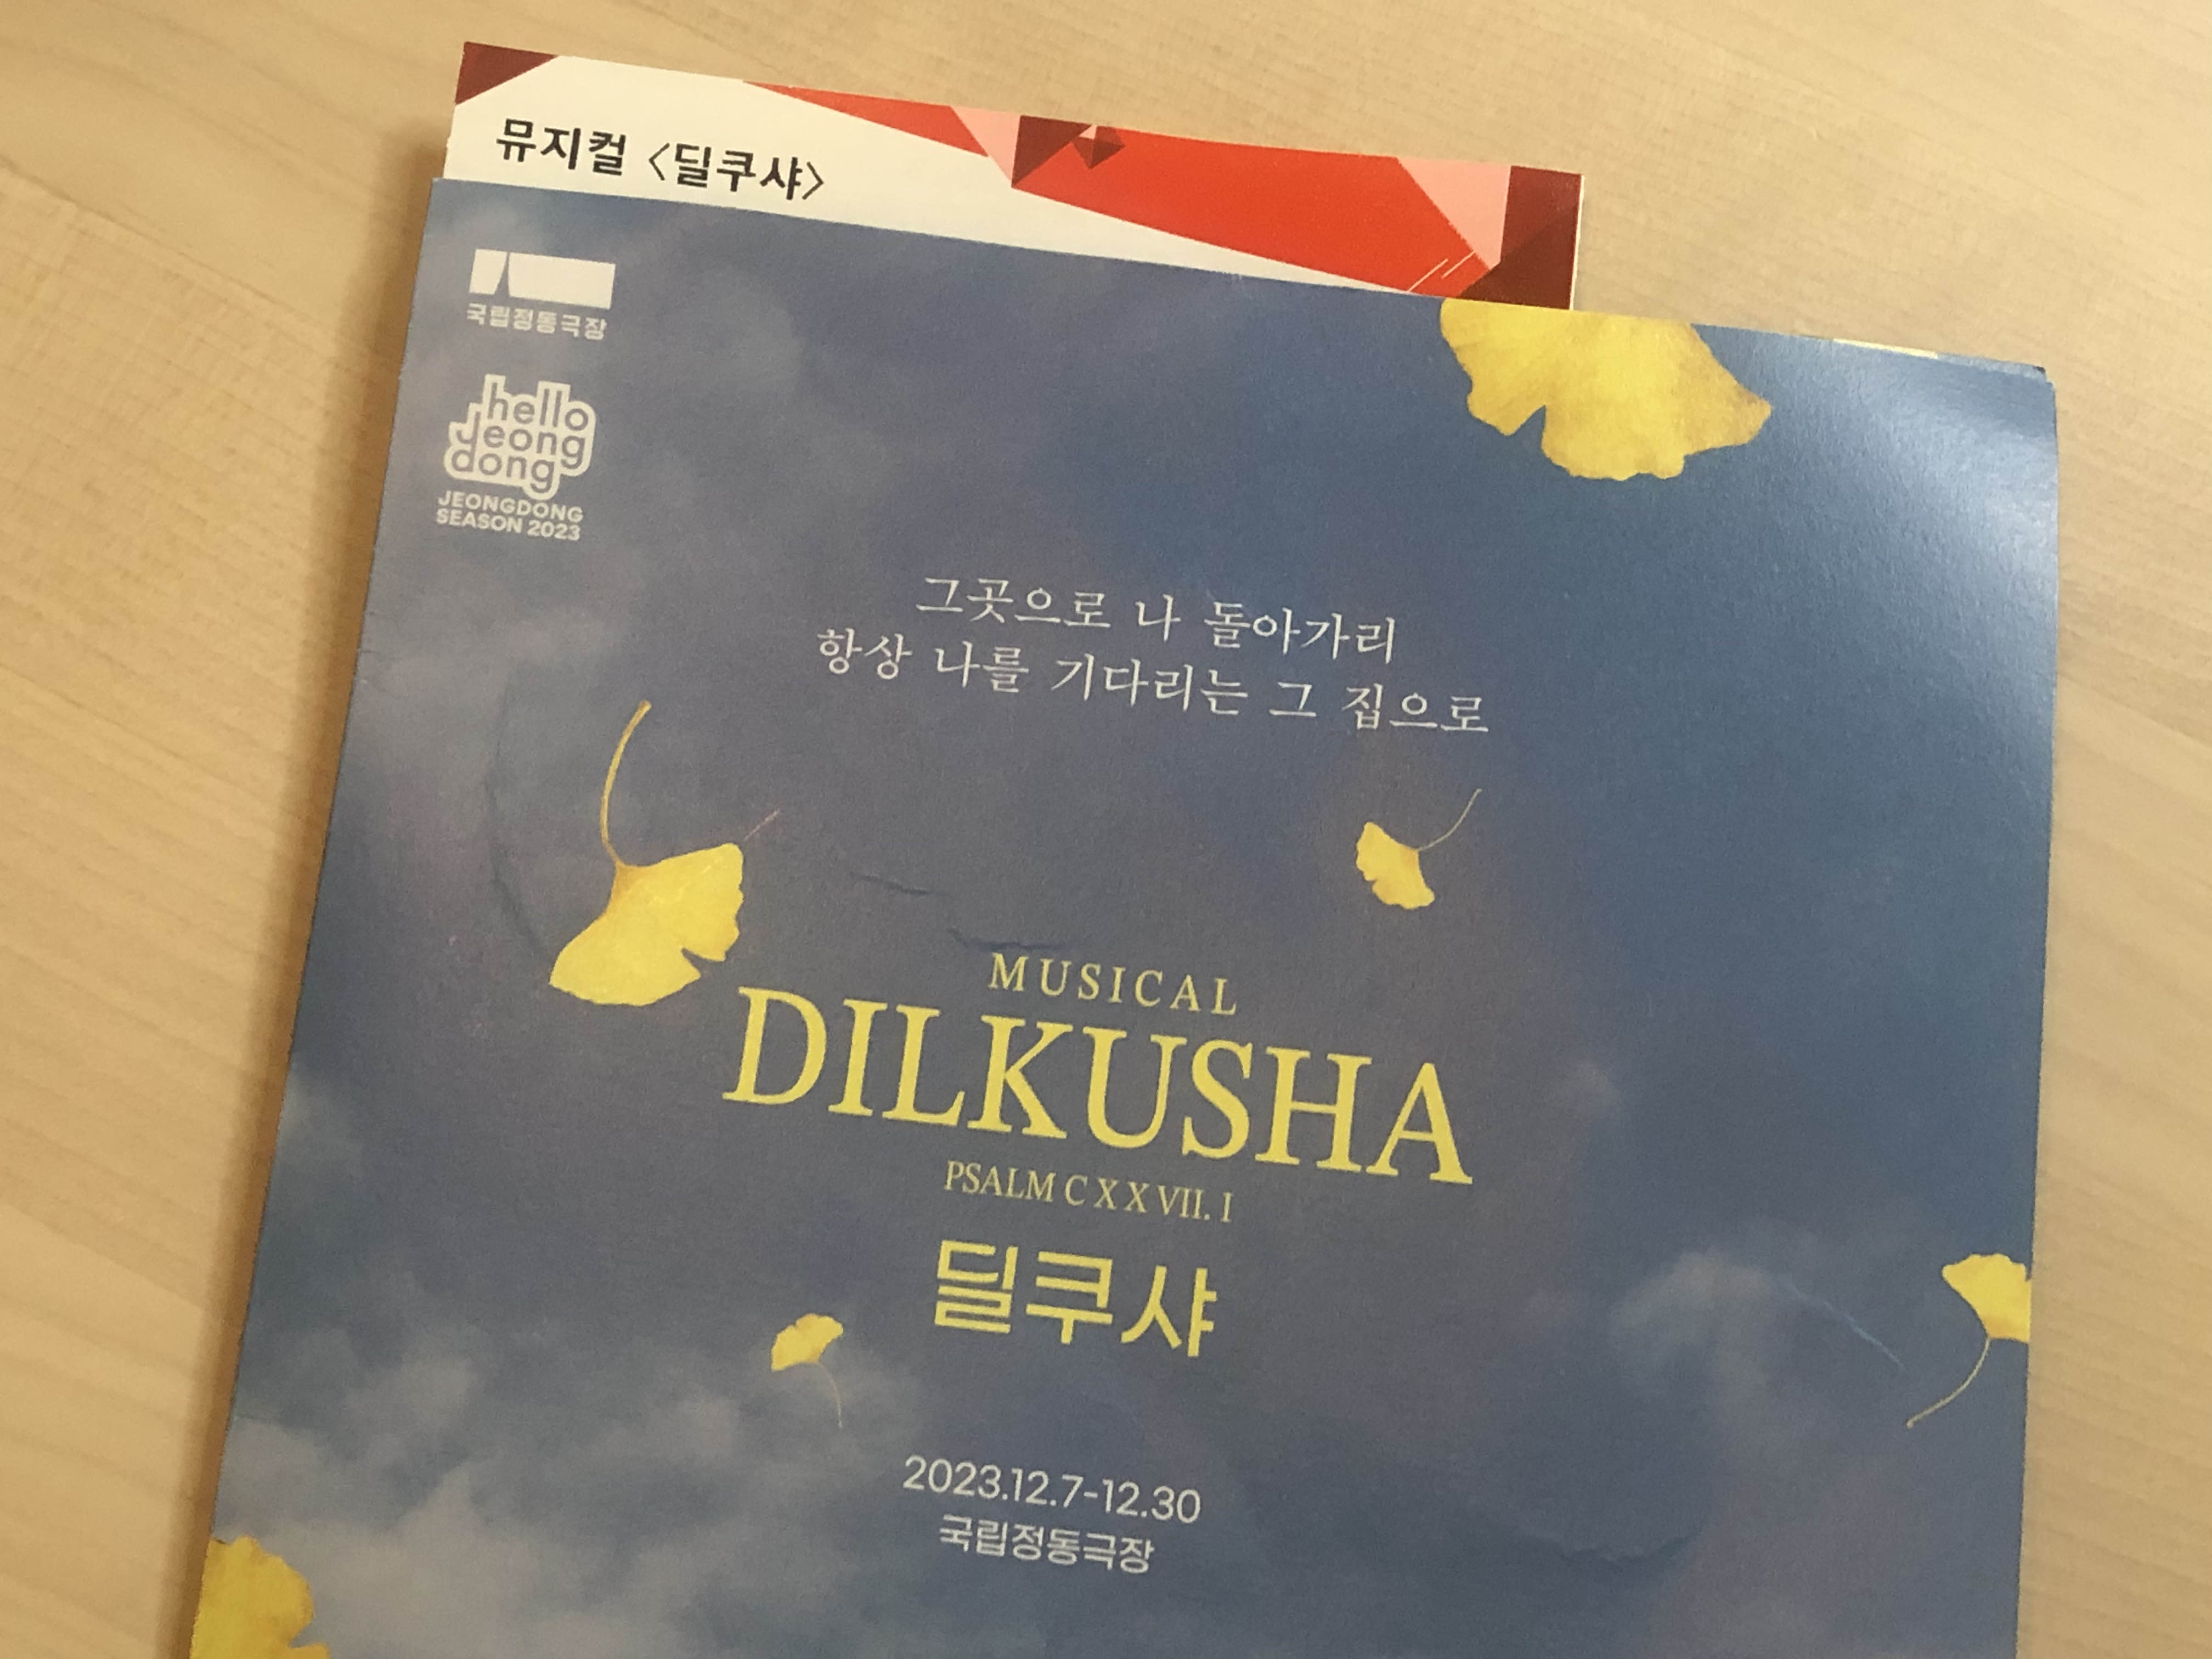 뮤지컬 〈딜쿠샤〉
국립정동극장
hello
Jeong
dong
JEONGDONG
SEASON 2023
그곳으로 나 돌아가리
항상 나를 기다리는 그 집으로
MUSICAL
DILKUSHA
PSALM CXXVII. I
딜쿠샤
2023.12.7-12.30
국립정동극장